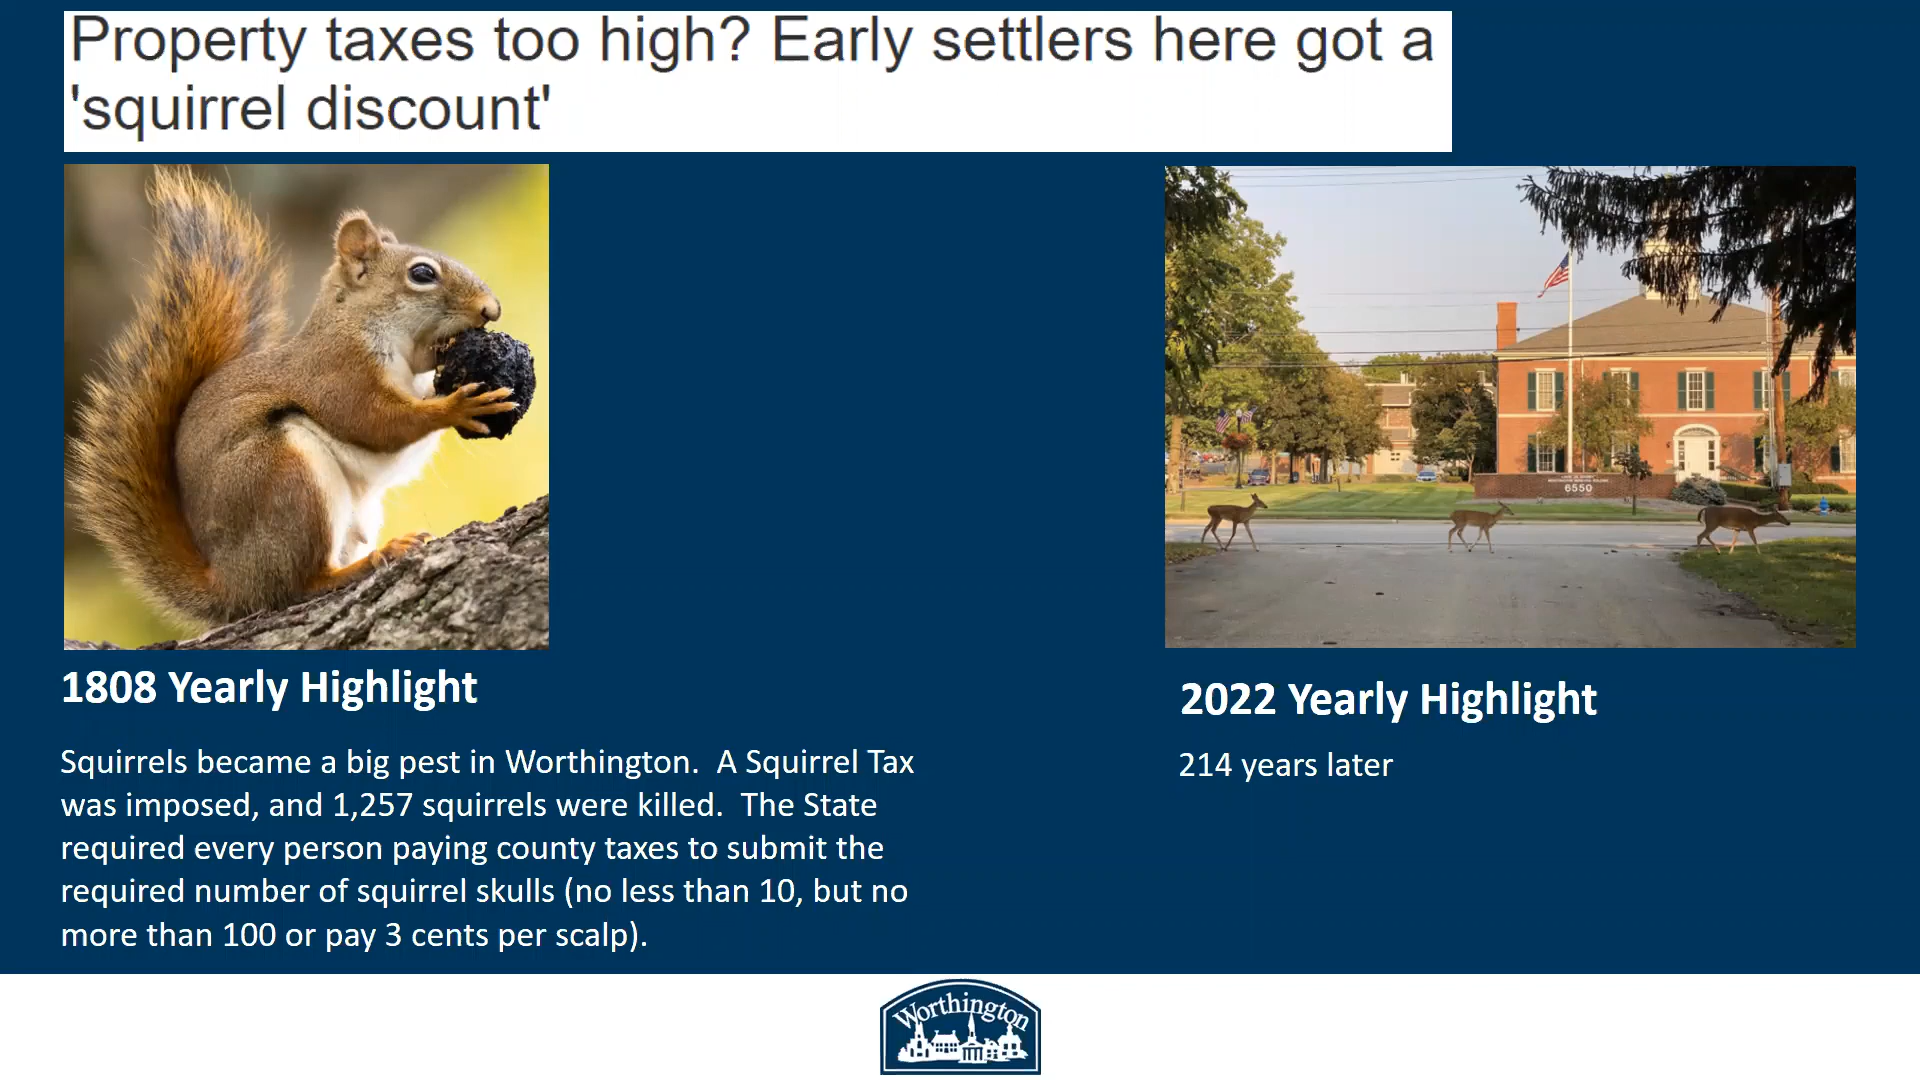 Property taxes too high? Early settlers here got a
'squirrel discount'
6550
1808 Yearly Highlight
Squirrels became a big pest in Worthington.  A Squirrel Tax
was imposed, and 1,257 squirrels were killed.  The State
required every person paying county taxes to submit the
required number of squirrel skulls (no less than 10, but no
more than 100 or pay 3 cents per scalp).
2022 Yearly Highlight
214 years later
Worthington